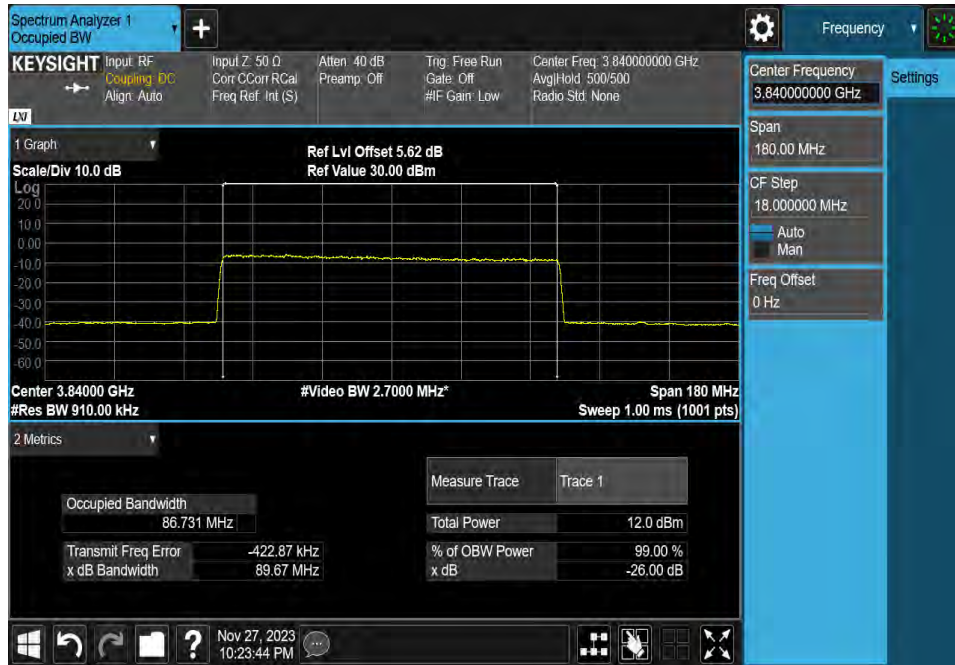 Spectrum Analyzer 1
Occupied BW
+
Frequency
KEYSIGHT
Input: RF
Coupling: DC
Align: Auto
Input Z: 50 Ω
Corr CCorr RCal
Freq Ref: Int (S)
Atten: 40 dB
Preamp: Off
Trig: Free Run
Gate: Off
#IF Gain: Low
Center Freq: 3.840000000 GHz
Avg|Hold: 500/500
Radio Std: None
LXI
Center Frequency
3.840000000 GHz
Settings
Span
180.00 MHz
CF Step
18.000000 MHz
Auto
Man
Freq Offset
0 Hz
1 Graph
Scale/Div 10.0 dB
Ref Lvl Offset 5.62 dB
Ref Value 30.00 dBm
Log
20.0
10.0
0.00
-10.0
-20.0
-30.0
-40.0
-50.0
-60.0
Center 3.84000 GHz
#Res BW 910.00 kHz
#Video BW 2.7000 MHz*
Span 180 MHz
Sweep 1.00 ms (1001 pts)
2 Metrics
Measure Trace
Trace 1
Occupied Bandwidth
86.731 MHz
Total Power
12.0 dBm
Transmit Freq Error
-422.87 kHz
% of OBW Power
99.00 %
x dB Bandwidth
89.67 MHz
x dB
-26.00 dB
?
Nov 27, 2023
10:23:44 PM